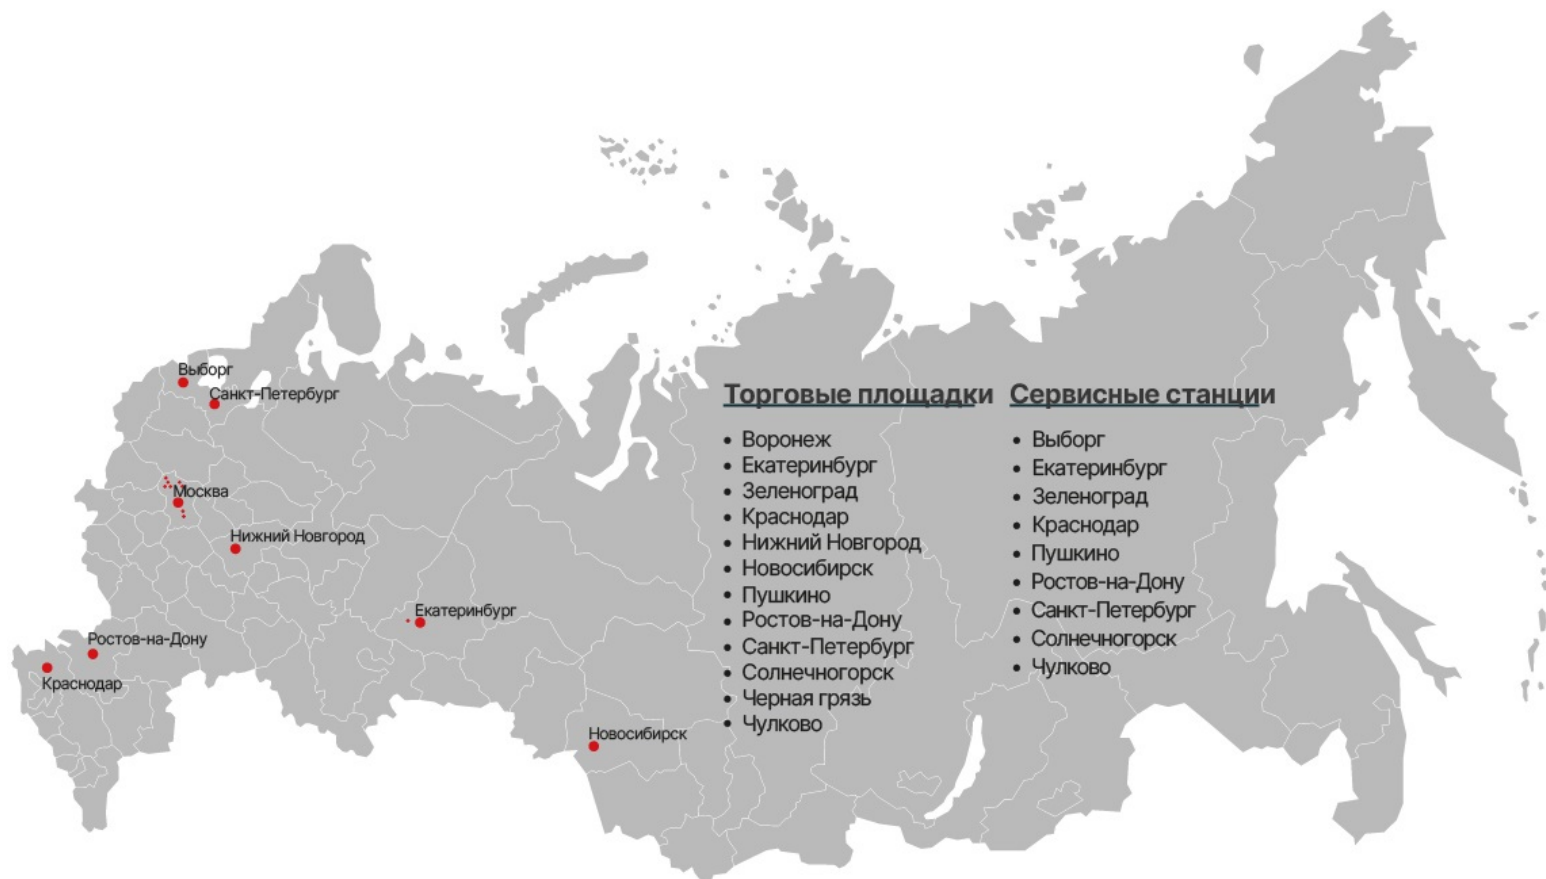 Выборг
Санкт-Петербург
Москва
Нижний Новгород
Екатеринбург
Ростов-на-Дону
Краснодар
Новосибирск
Торговые площадки
• Воронеж
• Екатеринбург
• Зеленоград
• Краснодар
• Нижний Новгород
• Новосибирск
• Пушкино
• Ростов-на-Дону
• Санкт-Петербург
• Солнечногорск
• Черная грязь
• Чулково
Сервисные станции
• Выборг
• Екатеринбург
• Зеленоград
• Краснодар
• Пушкино
• Ростов-на-Дону
• Санкт-Петербург
• Солнечногорск
• Чулково